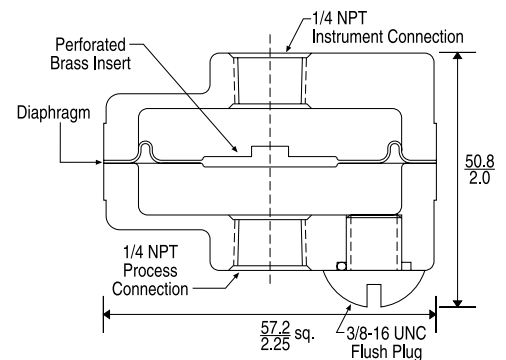 1/4 NPT
Instrument Connection
Perforated
Brass Insert
Diaphragm
50.8
2.0
1/4 NPT
Process
Connection
57.2 sq.
2.25
3/8-16 UNC
Flush Plug